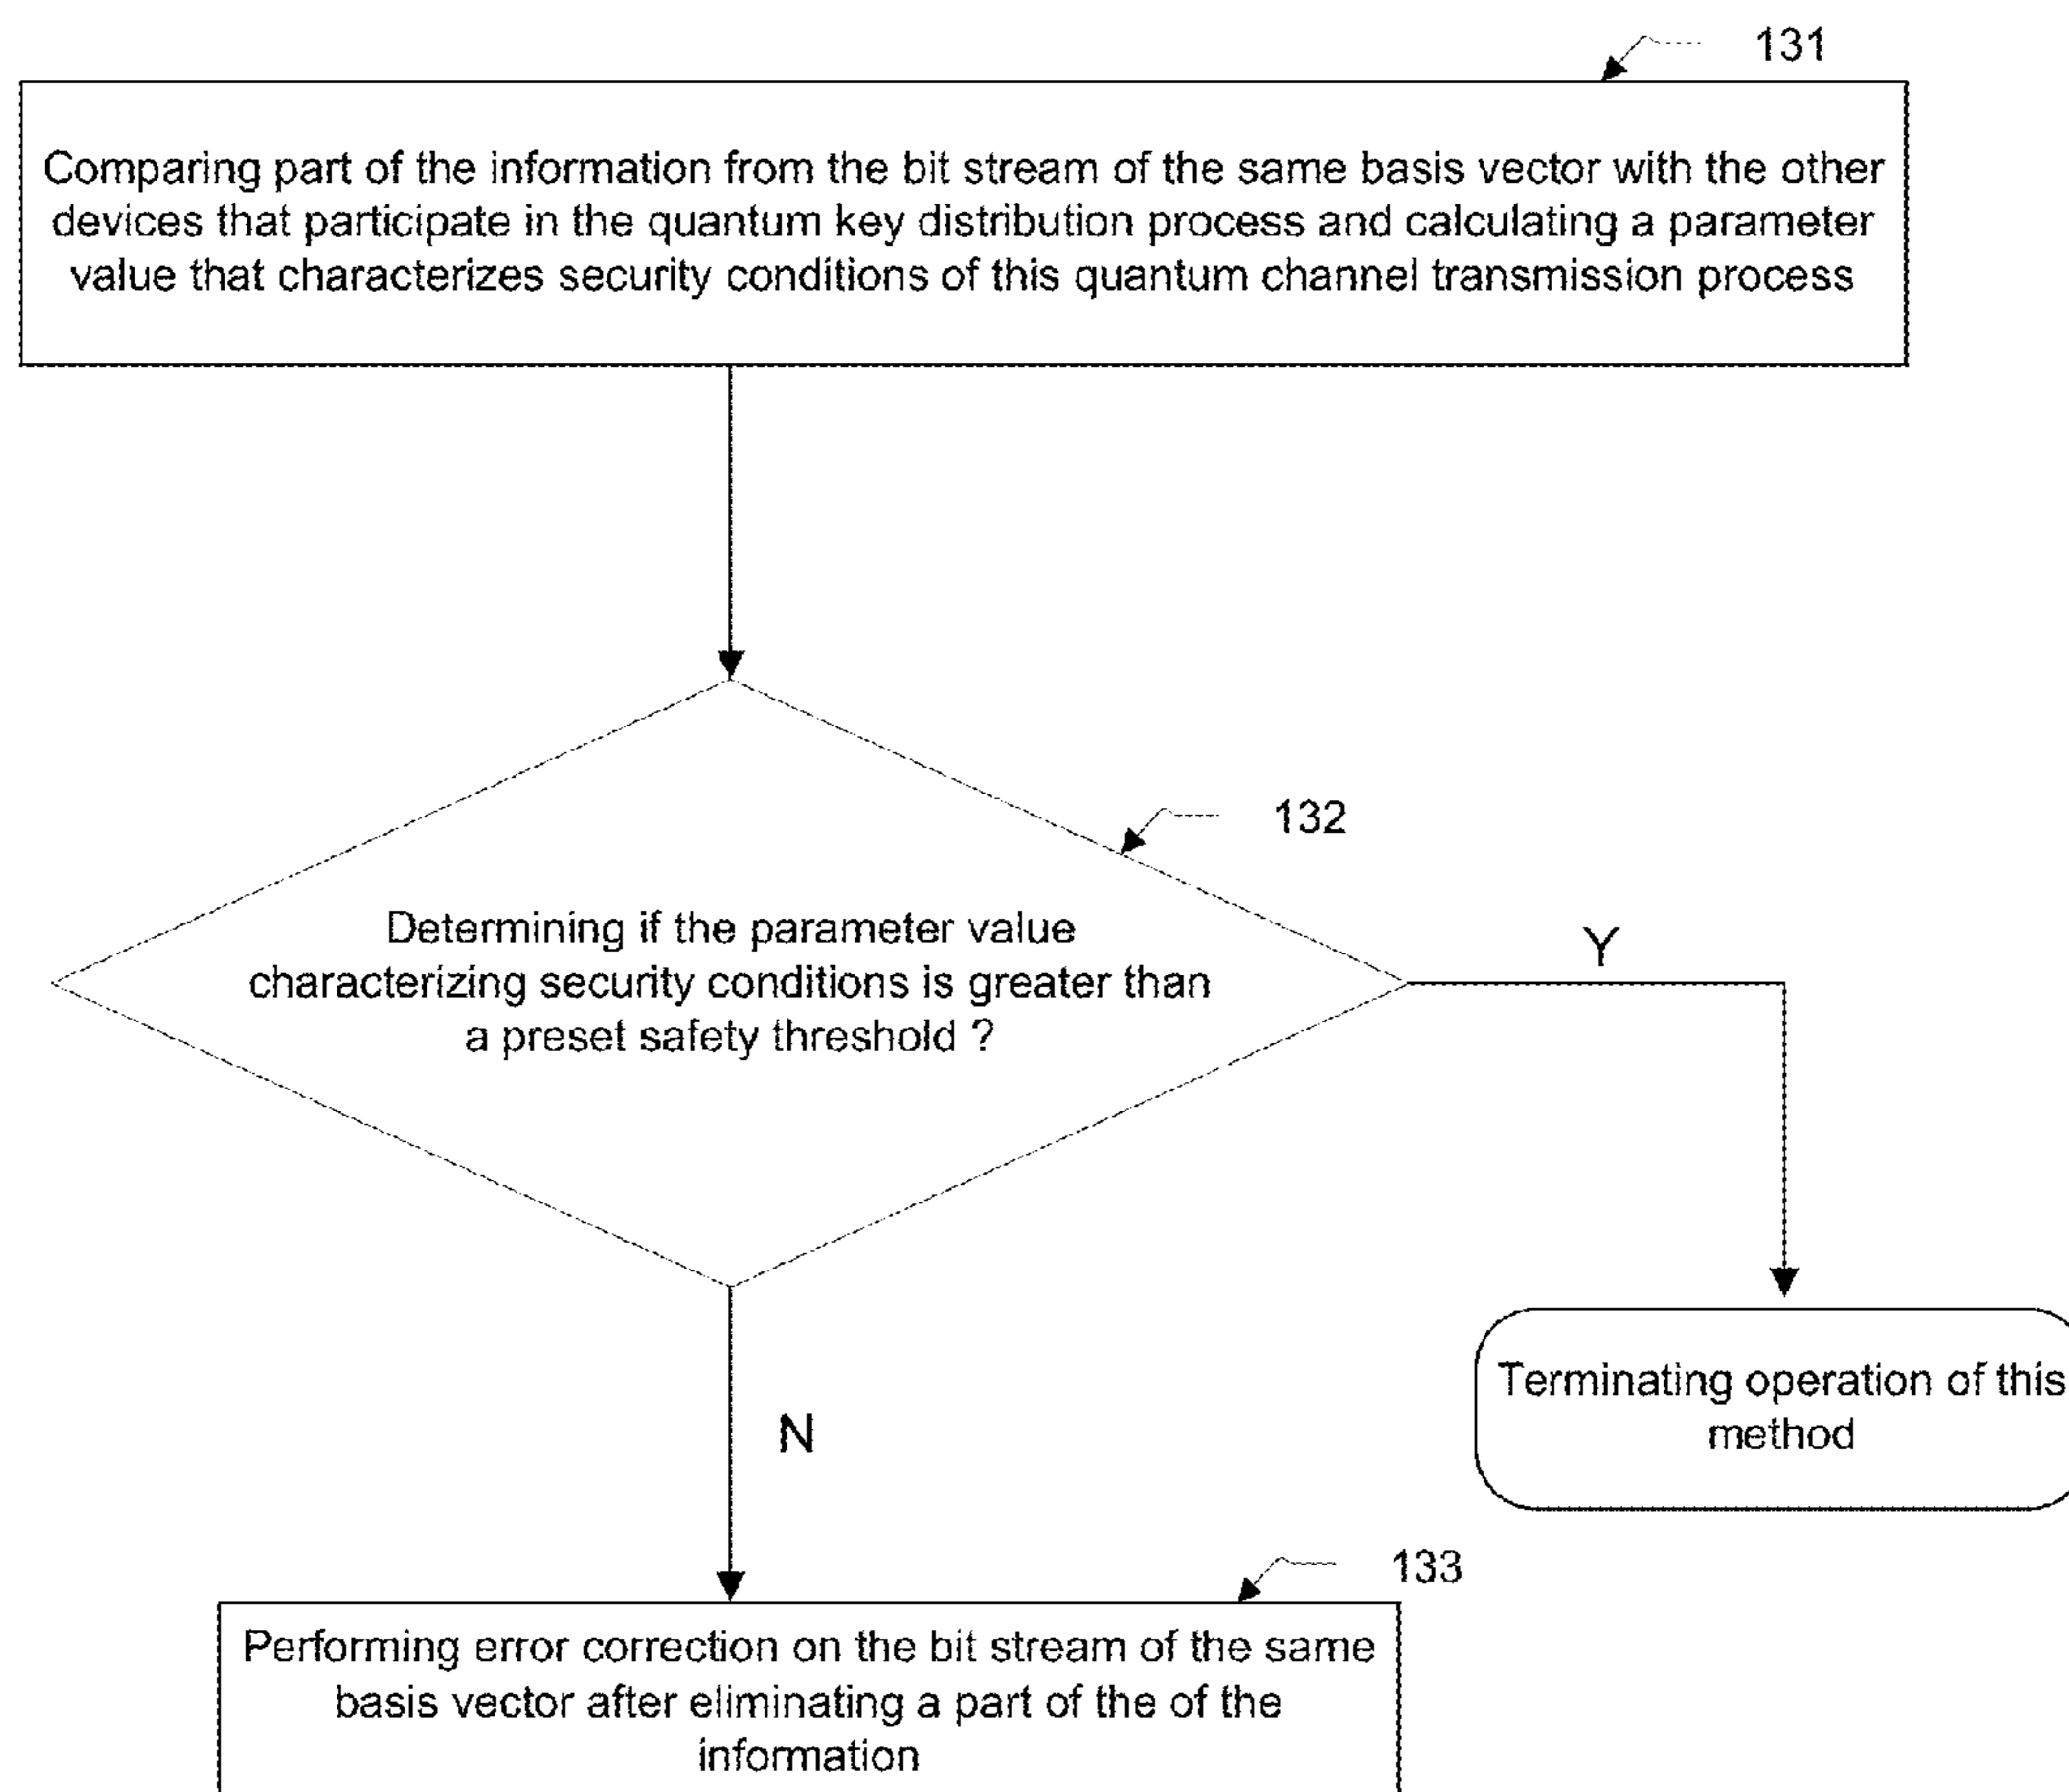 131
Comparing part of the information from the bit stream of the same basis vector with the other
devices that participate in the quantum key distribution process and calculating a parameter
value that characterizes security conditions of this quantum channel transmission process
132
Determining if the parameter value
characterizing security conditions is greater than
a preset safety threshold ?
Y
Terminating operation of this
method
N
133
Performing error correction on the bit stream of the same
basis vector after eliminating a part of the of the
information